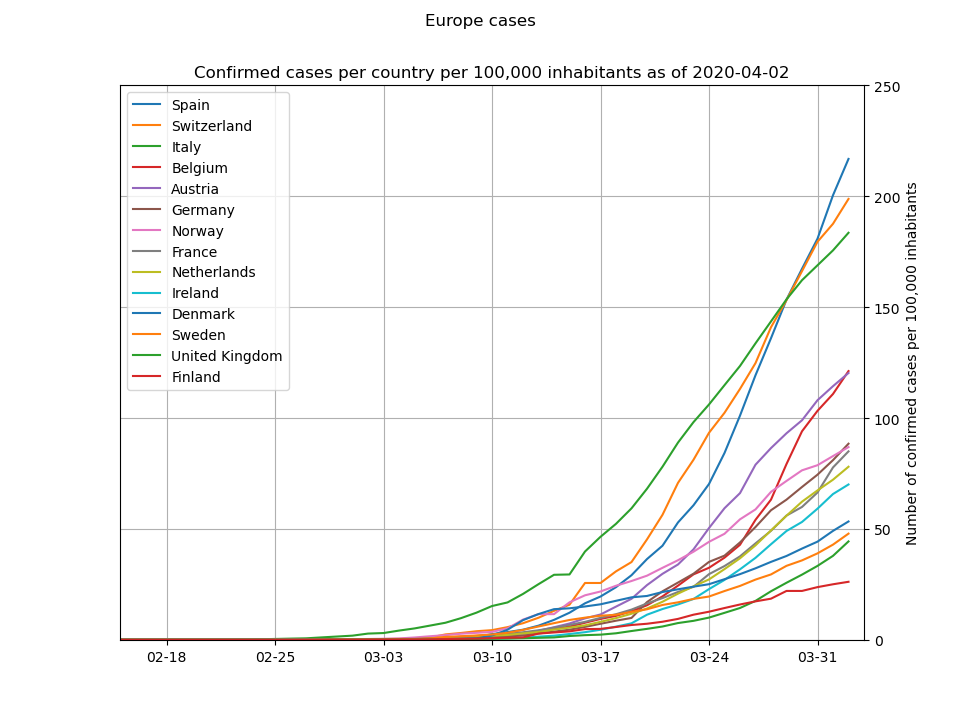 Europe cases
Confirmed cases per country per 100,000 inhabitants as of 2020-04-02
Spain
Switzerland
Italy
Belgium
Austria
Germany
Norway
France
Netherlands
Ireland
Denmark
Sweden
United Kingdom
Finland
250
200
150
100
50
0
Number of confirmed cases per 100,000 inhabitants
02-18 02-25 03-03 03-10 03-17 03-24 03-31